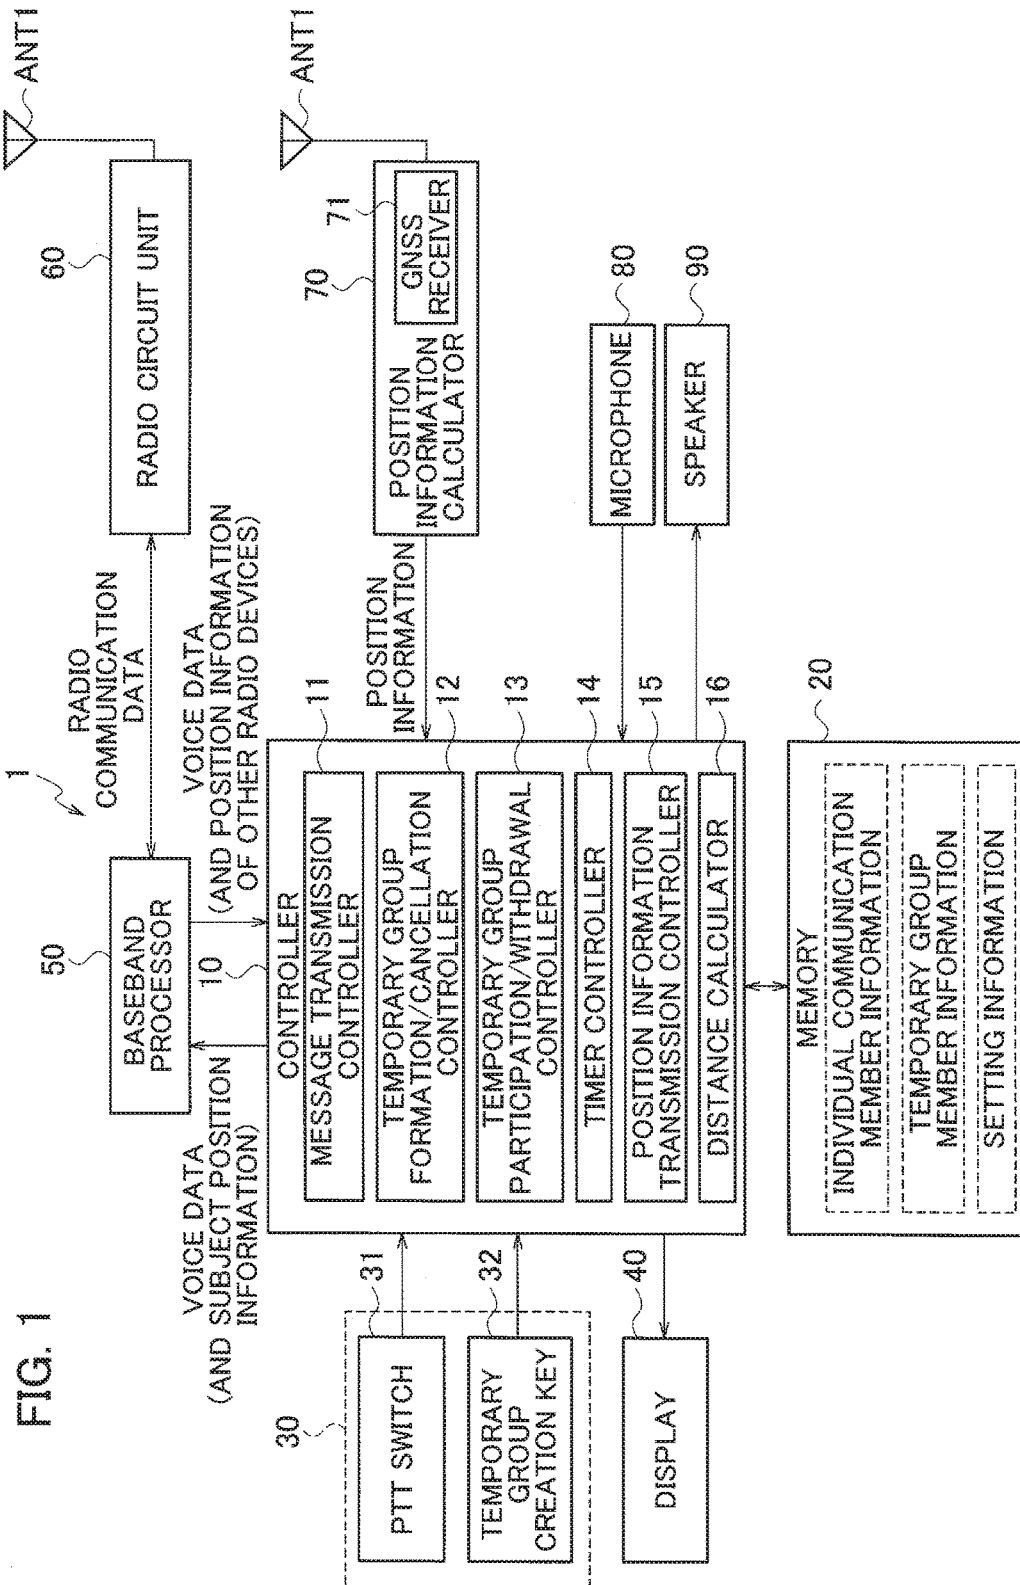 FIG. 1
1
ANT1
60
RADIO CIRCUIT UNIT
RADIO
COMMUNICATION
DATA
50
BASEBAND
PROCESSOR
VOICE DATA
(AND SUBJECT POSITION
INFORMATION)
VOICE DATA
(AND POSITION INFORMATION
OF OTHER RADIO DEVICES)
ANT1
70
71
GNSS
RECEIVER
POSITION
INFORMATION
CALCULATOR
POSITION
INFORMATION
10
CONTROLLER
11
MESSAGE TRANSMISSION
CONTROLLER
12
TEMPORARY GROUP
FORMATION/CANCELLATION
CONTROLLER
13
TEMPORARY GROUP
PARTICIPATION/WITHDRAWAL
CONTROLLER
14
TIMER CONTROLLER
15
POSITION INFORMATION
TRANSMISSION CONTROLLER
16
DISTANCE CALCULATOR
30
31
PTT SWITCH
32
TEMPORARY
GROUP
CREATION KEY
40
DISPLAY
80
MICROPHONE
90
SPEAKER
20
MEMORY
INDIVIDUAL COMMUNICATION
MEMBER INFORMATION
TEMPORARY GROUP
MEMBER INFORMATION
SETTING INFORMATION